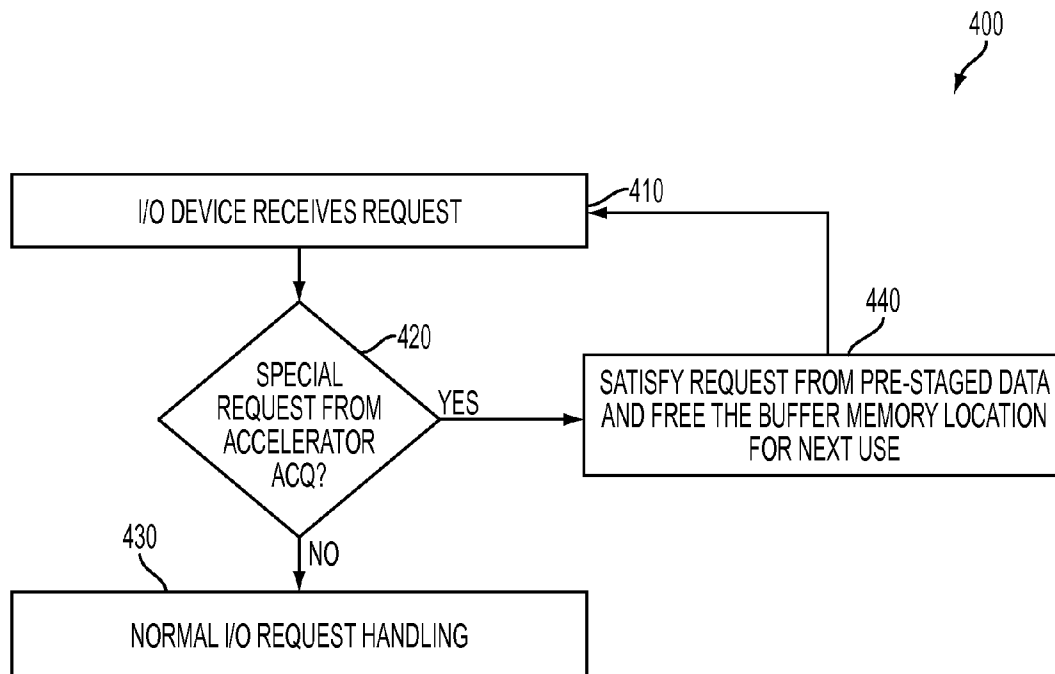 400
I/O DEVICE RECEIVES REQUEST
410
420
SPECIAL
REQUEST FROM
ACCELERATOR
ACQ?
YES
440
SATISFY REQUEST FROM PRE-STAGED DATA
AND FREE THE BUFFER MEMORY LOCATION
FOR NEXT USE
NO
430
NORMAL I/O REQUEST HANDLING